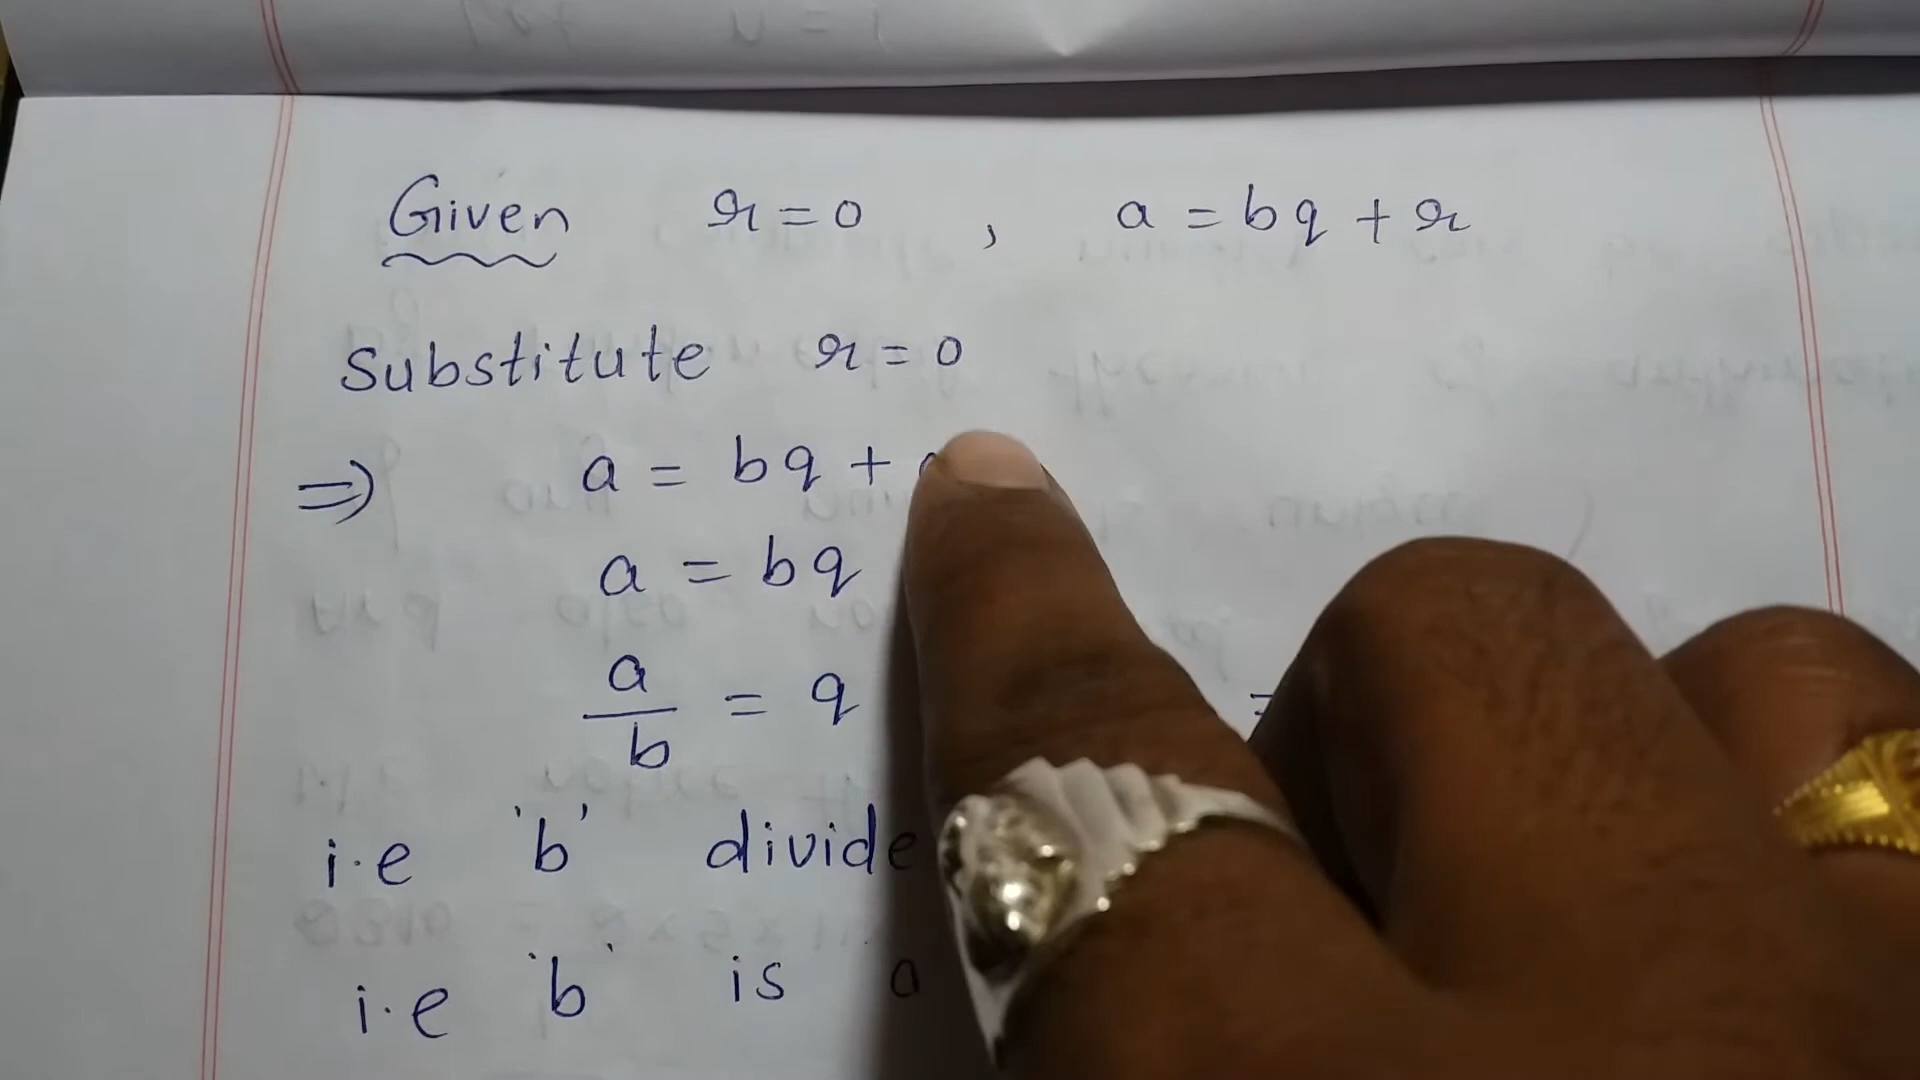 Given r = 0 , a = bq + r
Substitute r = 0
⇒ a = bq +
a = bq
a/b = q =
i.e 'b' divide
i.e 'b' is a